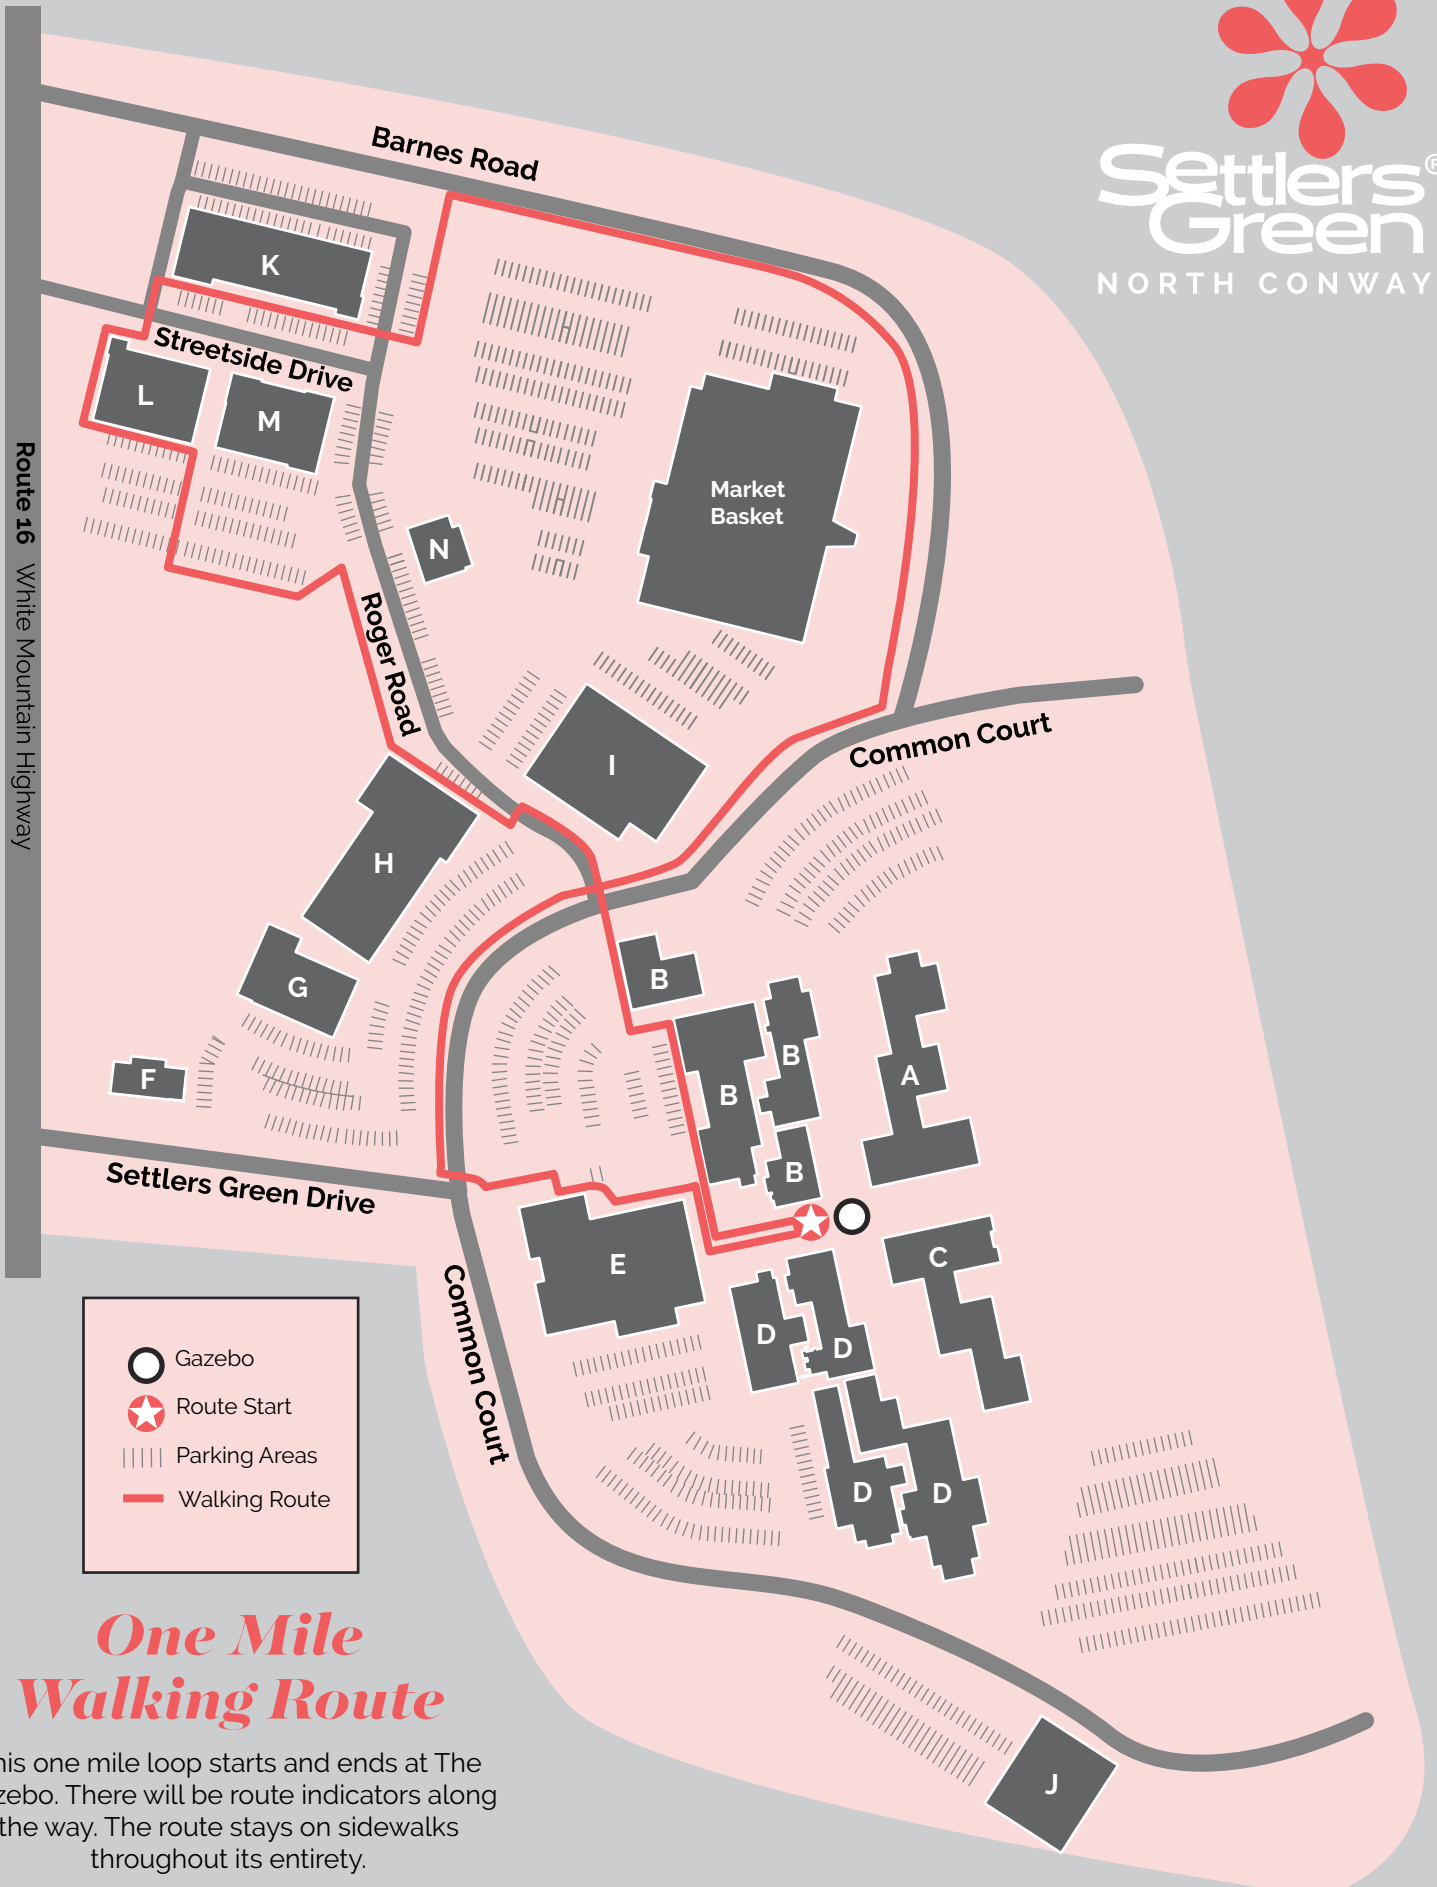 Settlers®
Green
NORTH CONWAY
Barnes Road
K
Streetside Drive
L
M
Market
Basket
Route 16 White Mountain Highway
N
Roger Road
I
Common Court
H
G
B
B
B
A
F
B
Settlers Green Drive
C
E
D
D
Common Court
D
D
J
Gazebo
Route Start
Parking Areas
Walking Route
One Mile
Walking Route
his one mile loop starts and ends at The
zebo. There will be route indicators along
the way. The route stays on sidewalks
throughout its entirety.